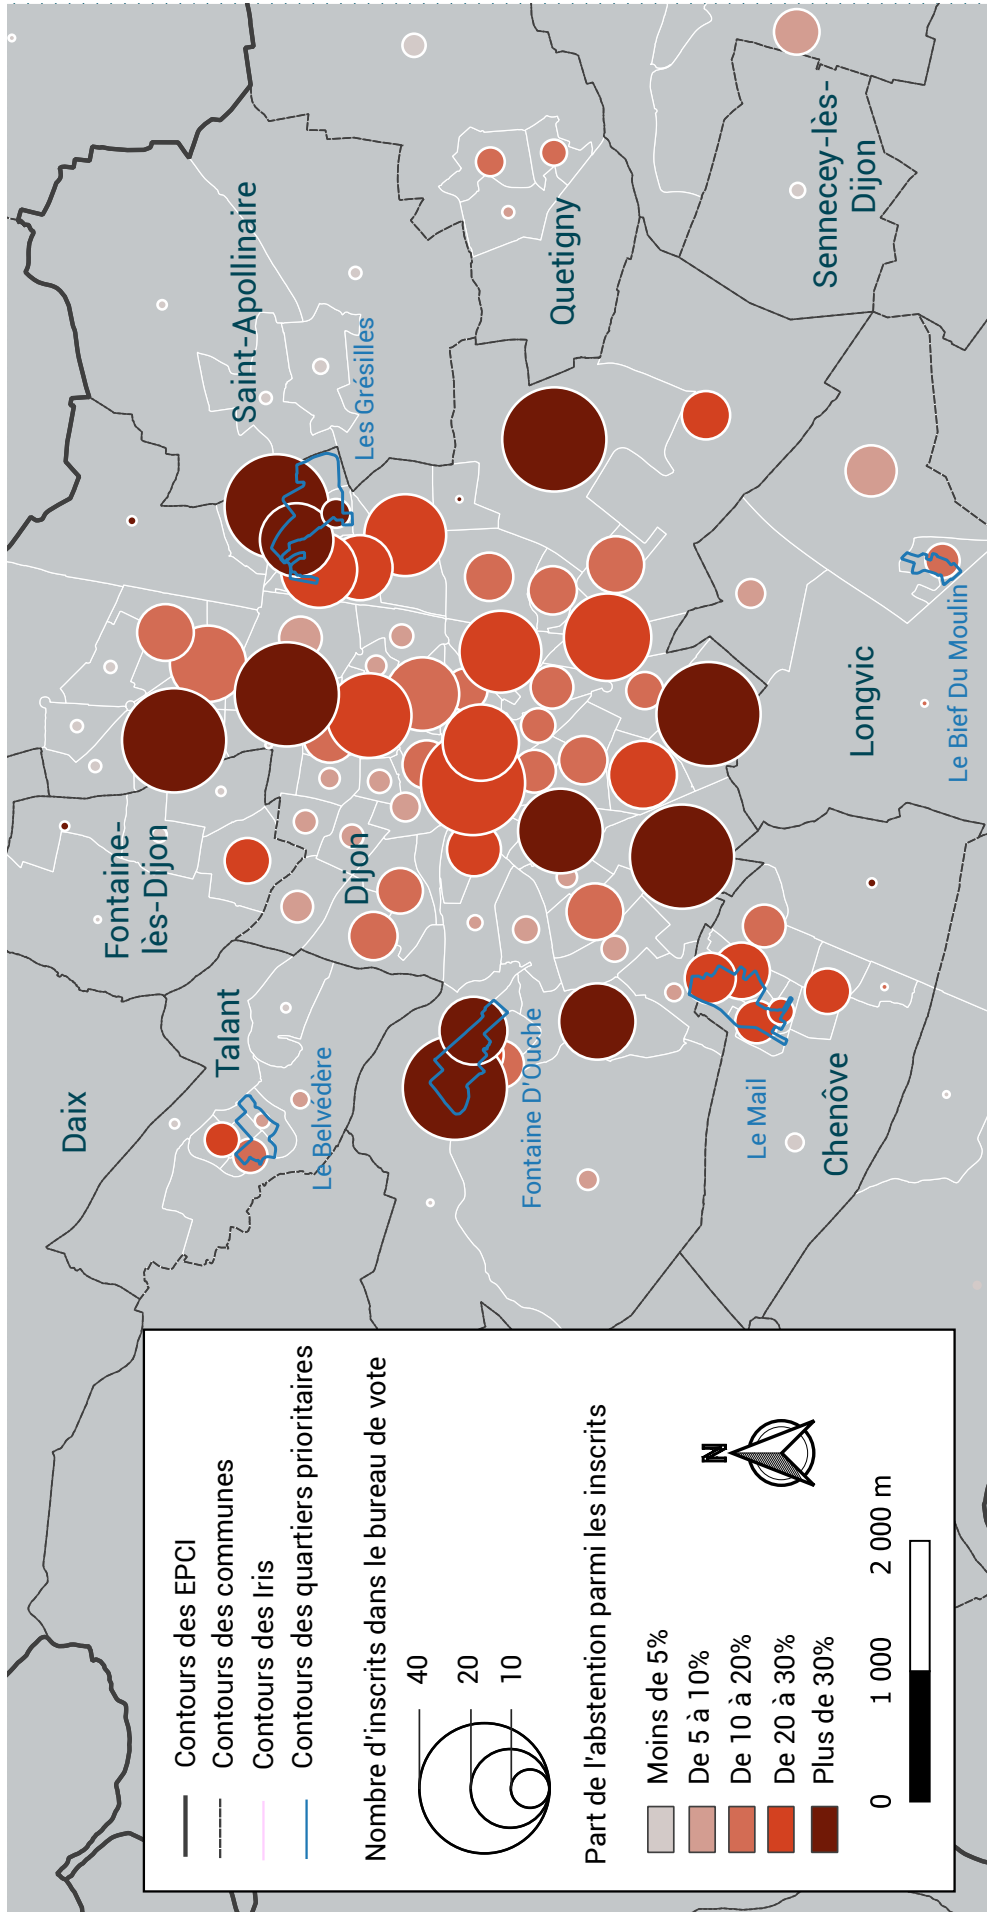 Contours des EPCI
Contours des communes
Contours des Iris
Contours des quartiers prioritaires
Nombre d'inscrits dans le bureau de vote
40
20
10
Part de l'abstention parmi les inscrits
Moins de 5%
De 5 à 10%
De 10 à 20%
De 20 à 30%
Plus de 30%
N
0
1 000
2 000 m
Daix
Talant
Le Belvédère
Fontaine-
lès-Dijon
Dijon
Saint-Apollinaire
Les Grésilles
Quetigny
Sennecey-lès-
Dijon
Fontaine D'Ouche
Le Mail
Chenôve
Longvic
Le Bief Du Moulin